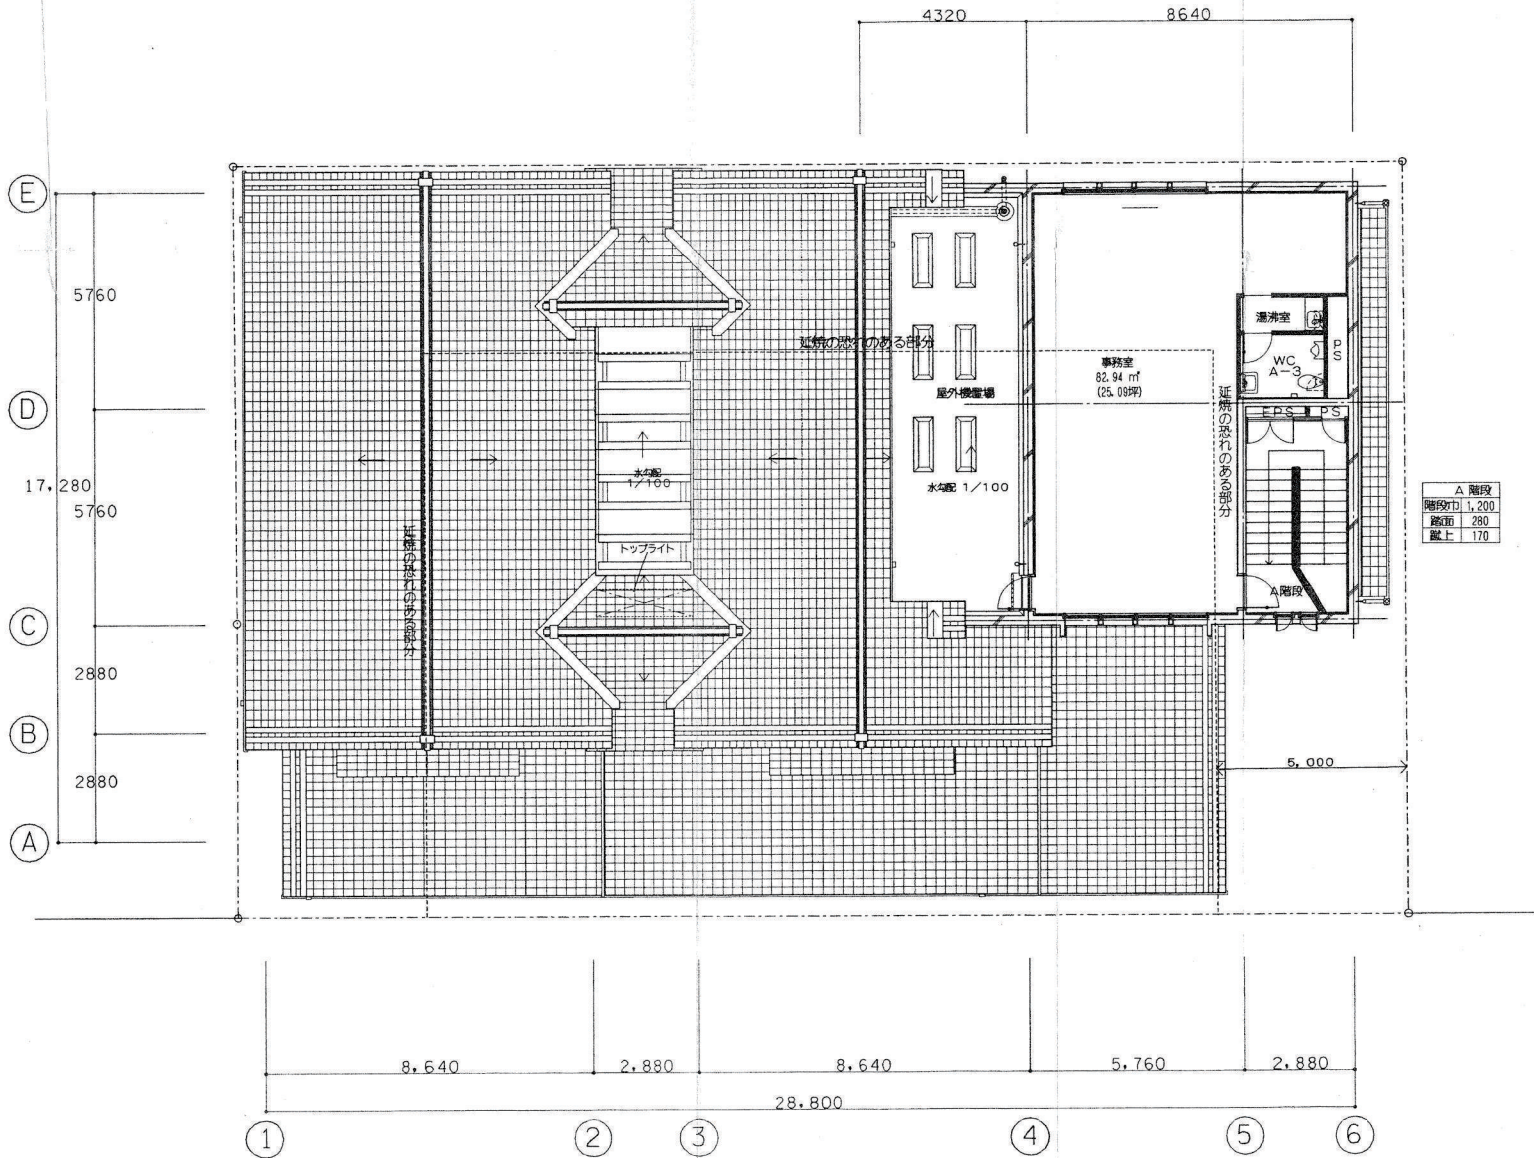 4320
8640
E
5760
D
17,280
5760
C
2880
B
2880
A
延焼の恐れのある部分
湯沸室
PS
WC
A-3
事務室
82.94 ㎡
(25.09坪)
屋外機置場
EPS
PS
延焼の恐れのある部分
水勾配
1/100
水勾配 1/100
トップライト
延焼の恐れのある部分
A階段
A 階段
階段巾 1,200
踏面 280
蹴上 170
5,000
8,640
2,880
8,640
5,760
2,880
28,800
1
2
3
4
5
6